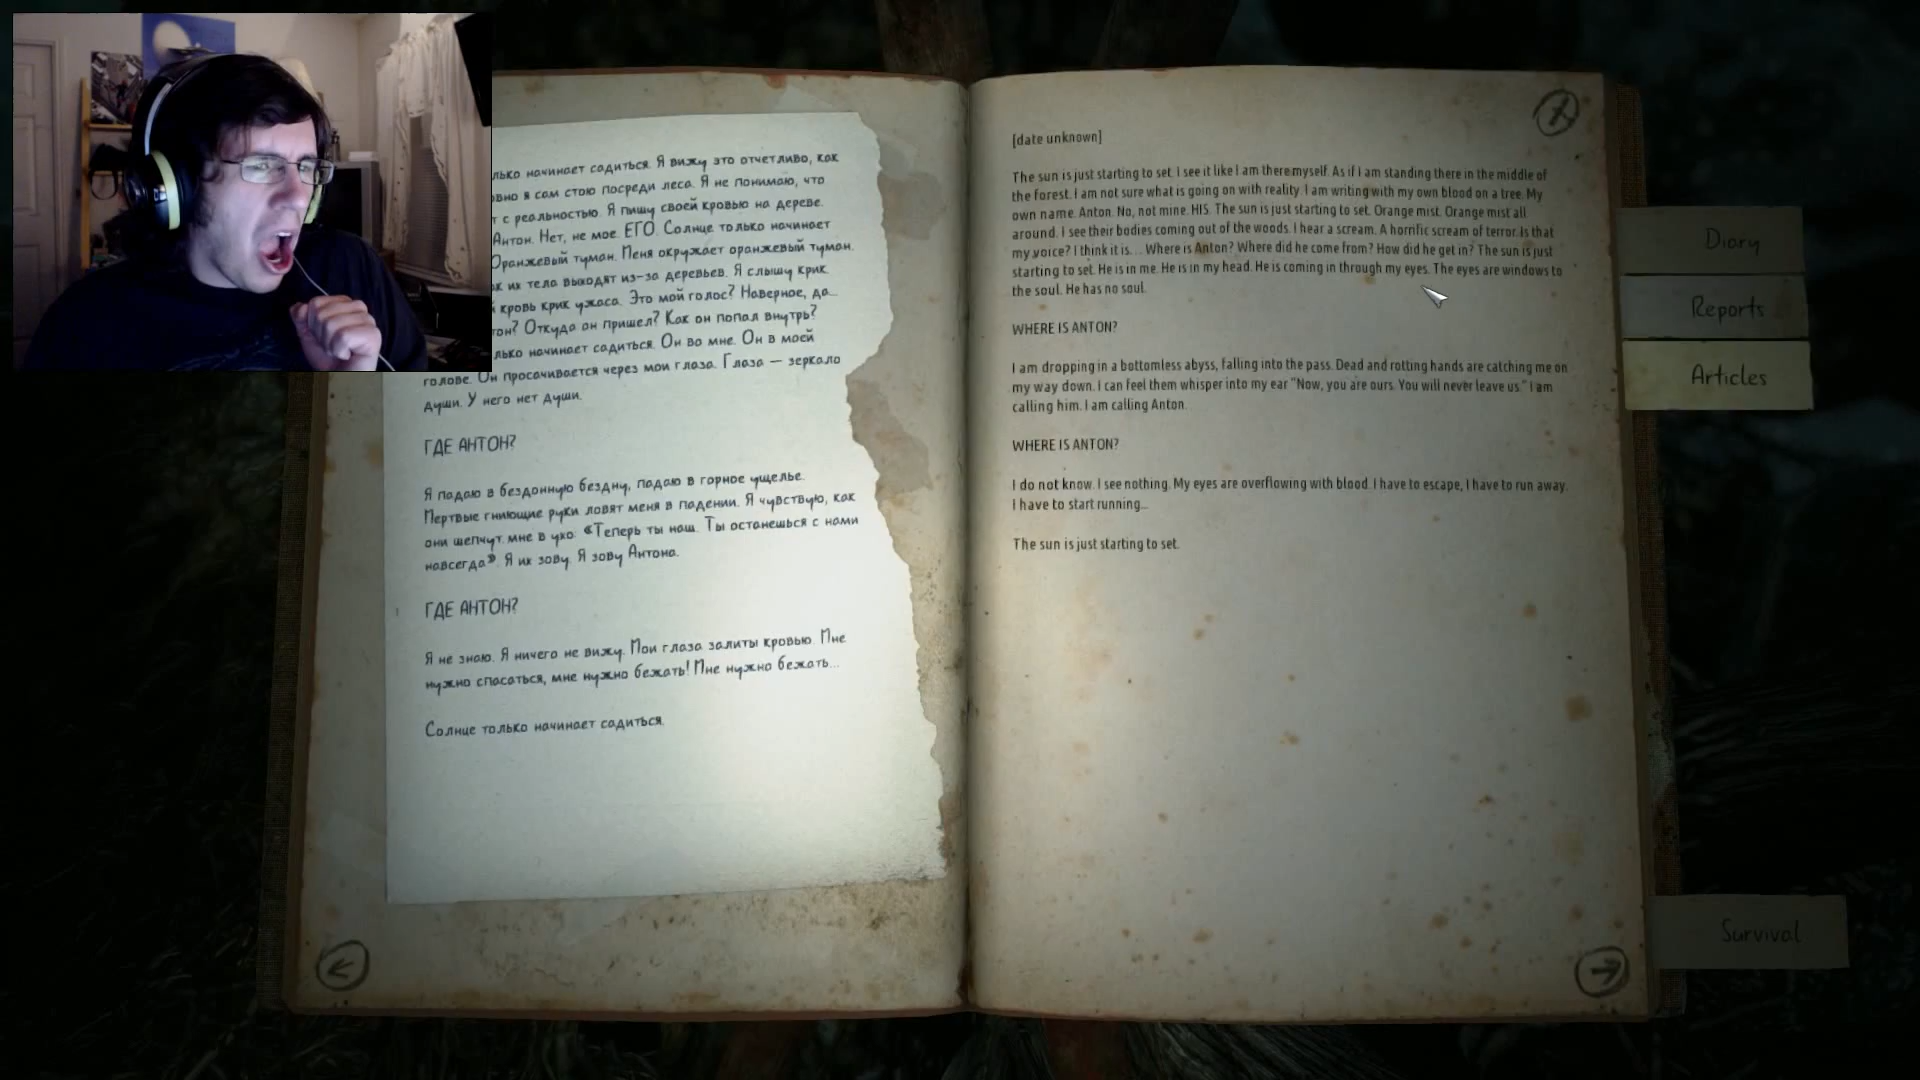 лько начинает садиться. Я вижу это отчетливо, как
вно я сам стою посреди леса. Я не понимаю, что
т с реальностью. Я пишу своей кровью на дереве.
Антон. Нет, не мое. ЕГО. Солнце только начинает
Оранжевый туман. Меня окружает оранжевый туман.
к их тела выходят из-за деревьев. Я слышу крик.
й кровь крик ужаса. Это мой голос? Наверное, да...
тон? Откуда он пришел? Как он попал внутрь?
лько начинает садиться. Он во мне. Он в моей
голове. Он просачивается через мои глаза. Глаза — зеркало
души. У него нет души.
ГДЕ АНТОН?
Я падаю в бездонную бездну, падаю в горное ущелье.
Мертвые гниющие руки ловят меня в падении. Я чувствую, как
они шепчут мне в ухо: «Теперь ты наш. Ты останешься с нами
навсегда». Я их зову. Я зову Антона.
ГДЕ АНТОН?
Я не знаю. Я ничего не вижу. Мои глаза залиты кровью. Мне
нужно спасаться, мне нужно бежать! Мне нужно бежать...
Солнце только начинает садиться.
[date unknown]
The sun is just starting to set. I see it like I am there myself. As if I am standing there in the middle of
the forest. I am not sure what is going on with reality. I am writing with my own blood on a tree. My
own name. Anton. No, not mine. HIS. The sun is just starting to set. Orange mist. Orange mist all
around. I see their bodies coming out of the woods. I hear a scream. A horrific scream of terror. Is that
my voice? I think it is... Where is Anton? Where did he come from? How did he get in? The sun is just
starting to set. He is in me. He is in my head. He is coming in through my eyes. The eyes are windows to
the soul. He has no soul.
WHERE IS ANTON?
I am dropping in a bottomless abyss, falling into the pass. Dead and rotting hands are catching me on
my way down. I can feel them whisper into my ear "Now, you are ours. You will never leave us." I am
calling him. I am calling Anton.
WHERE IS ANTON?
I do not know. I see nothing. My eyes are overflowing with blood. I have to escape, I have to run away.
I have to start running...
The sun is just starting to set.
Diary
Reports
Articles
Survival